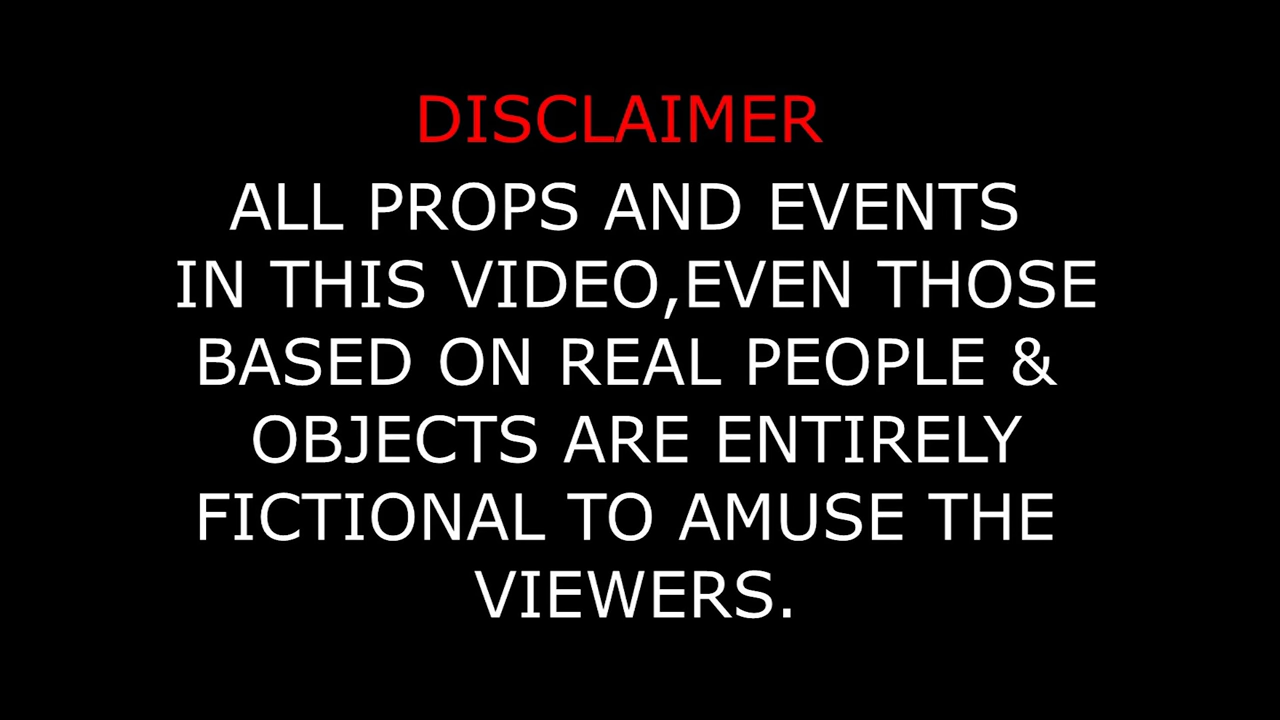 DISCLAIMER
ALL PROPS AND EVENTS
IN THIS VIDEO,EVEN THOSE
BASED ON REAL PEOPLE &
OBJECTS ARE ENTIRELY
FICTIONAL TO AMUSE THE
VIEWERS.